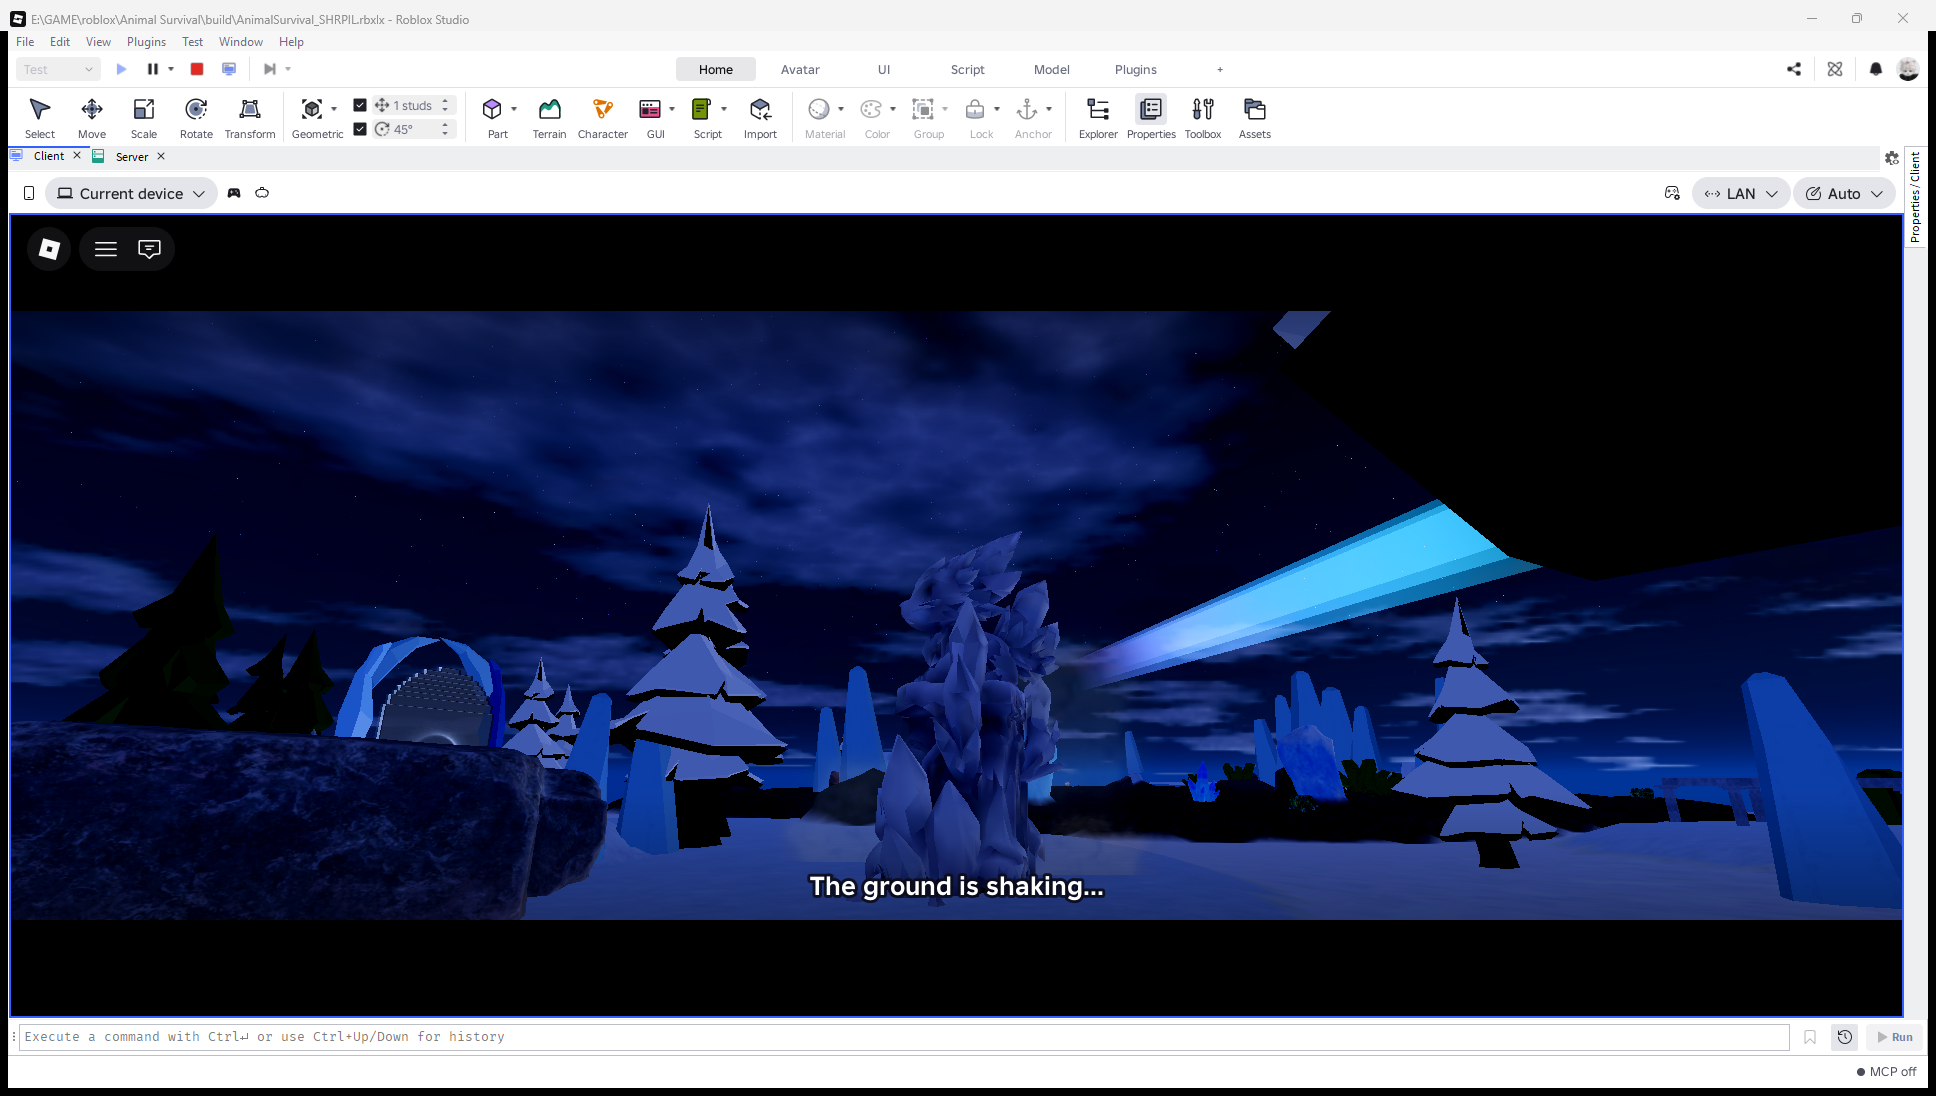 E:\GAME\roblox\Animal Survival\build\AnimalSurvival_SHRPIL.rbxlx - Roblox Studio
File Edit View Plugins Test Window Help
Test
Home Avatar UI Script Model Plugins +
Select Move Scale Rotate Transform Geometric 1 studs 45° Part Terrain Character GUI Script Import Material Color Group Lock Anchor Explorer Properties Toolbox Assets
Client Server
Properties / Client
Current device LAN Auto
The ground is shaking...
Execute a command with Ctrl↵ or use Ctrl+Up/Down for history
Run
MCP off